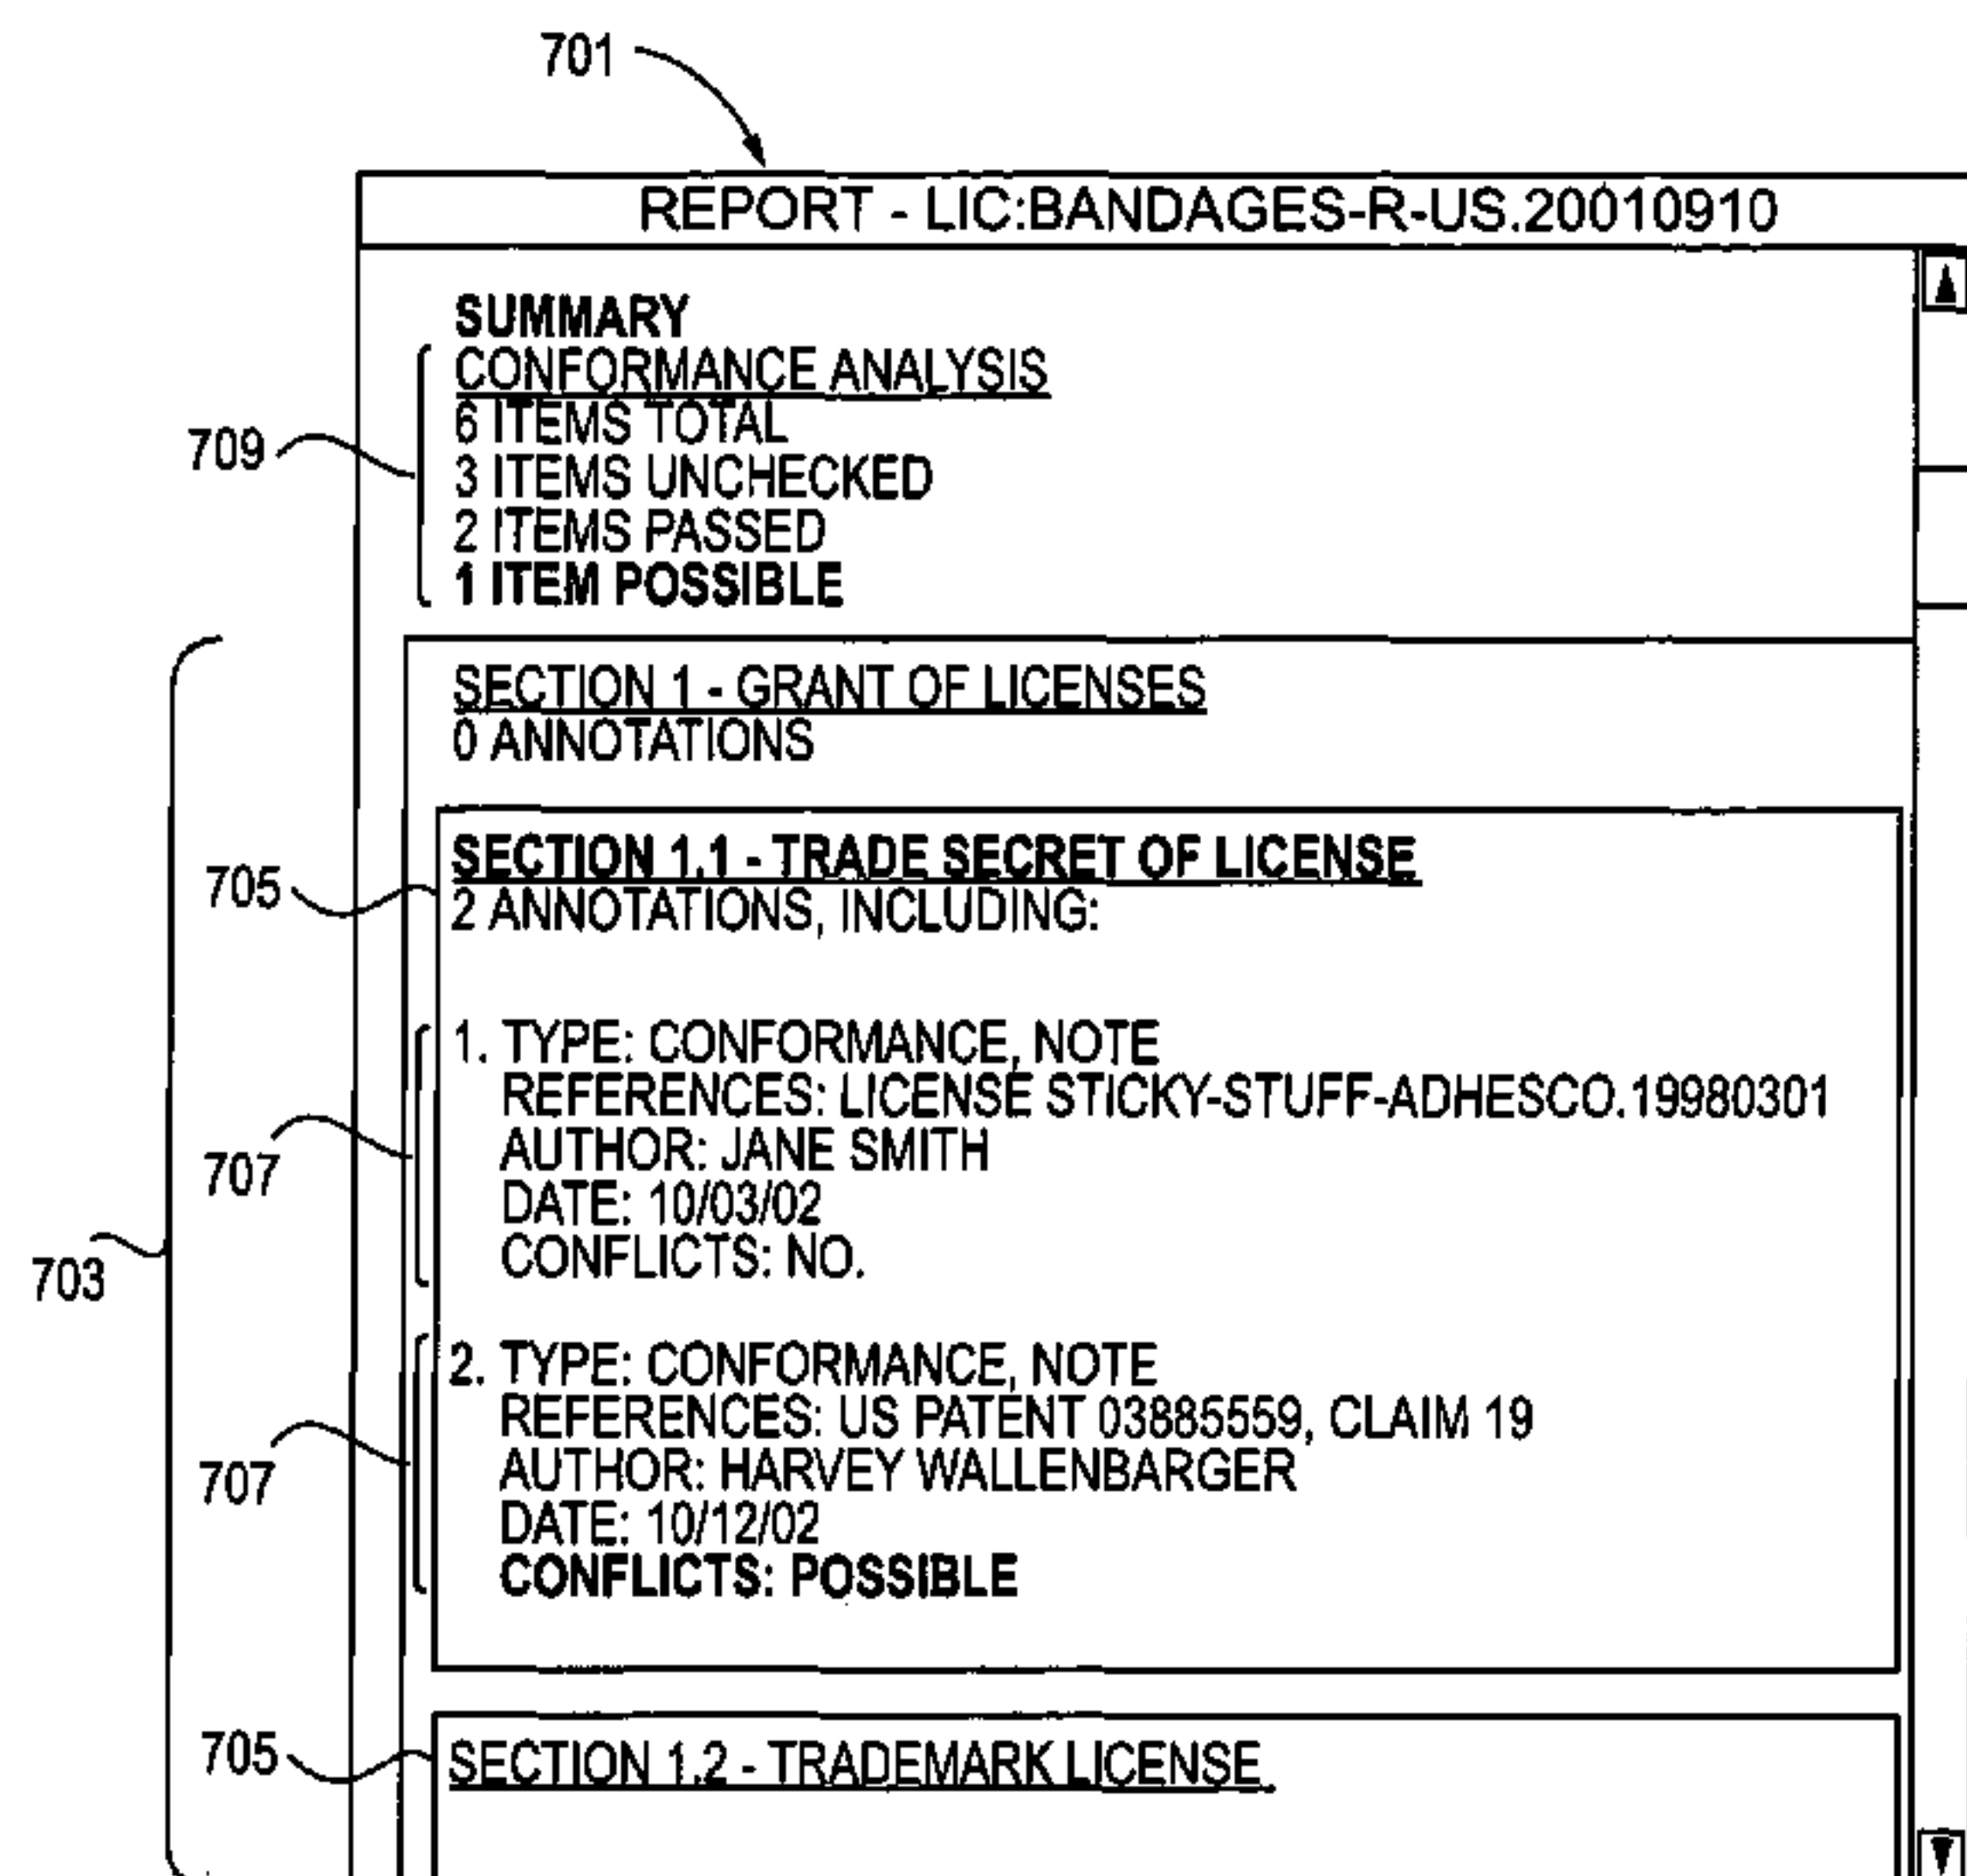 701
REPORT - LIC:BANDAGES-R-US.20010910
SUMMARY
CONFORMANCE ANALYSIS
6 ITEMS TOTAL
709
3 ITEMS UNCHECKED
2 ITEMS PASSED
1 ITEM POSSIBLE
SECTION 1 - GRANT OF LICENSES
0 ANNOTATIONS
SECTION 1.1 - TRADE SECRET OF LICENSE
705
2 ANNOTATIONS, INCLUDING:
1. TYPE: CONFORMANCE, NOTE
REFERENCES: LICENSE STICKY-STUFF-ADHESCO.19980301
AUTHOR: JANE SMITH
707
DATE: 10/03/02
CONFLICTS: NO.
703
2. TYPE: CONFORMANCE, NOTE
REFERENCES: US PATENT 03885559, CLAIM 19
AUTHOR: HARVEY WALLENBARGER
707
DATE: 10/12/02
CONFLICTS: POSSIBLE
705
SECTION 1.2 - TRADEMARK LICENSE